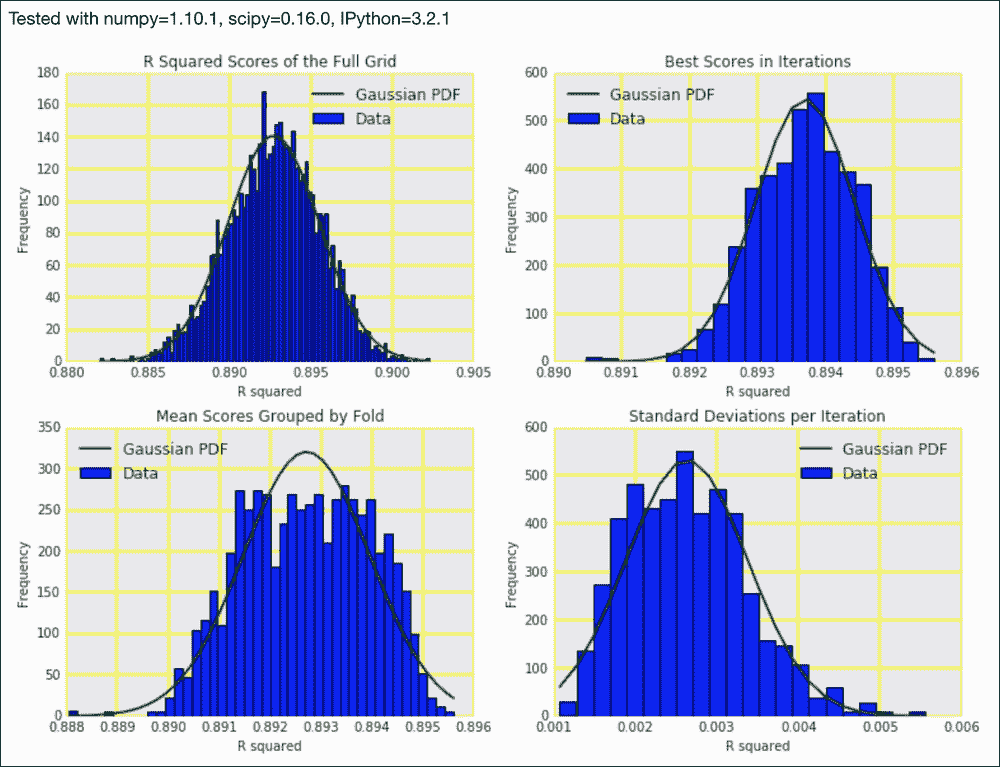 Tested with numpy=1.10.1, scipy=0.16.0, IPython=3.2.1
R Squared Scores of the Full Grid
180
160
140
120
100
80
60
40
20
0
Frequency
Gaussian PDF
Data
0.880 0.885 0.890 0.895 0.900 0.905
R squared
Best Scores in Iterations
600
500
400
300
200
100
0
Frequency
Gaussian PDF
Data
0.890 0.891 0.892 0.893 0.894 0.895 0.896
R squared
Mean Scores Grouped by Fold
350
300
250
200
150
100
50
0
Frequency
Gaussian PDF
Data
0.888 0.889 0.890 0.891 0.892 0.893 0.894 0.895 0.896
R squared
Standard Deviations per Iteration
600
500
400
300
200
100
0
Frequency
Gaussian PDF
Data
0.001 0.002 0.003 0.004 0.005 0.006
R squared